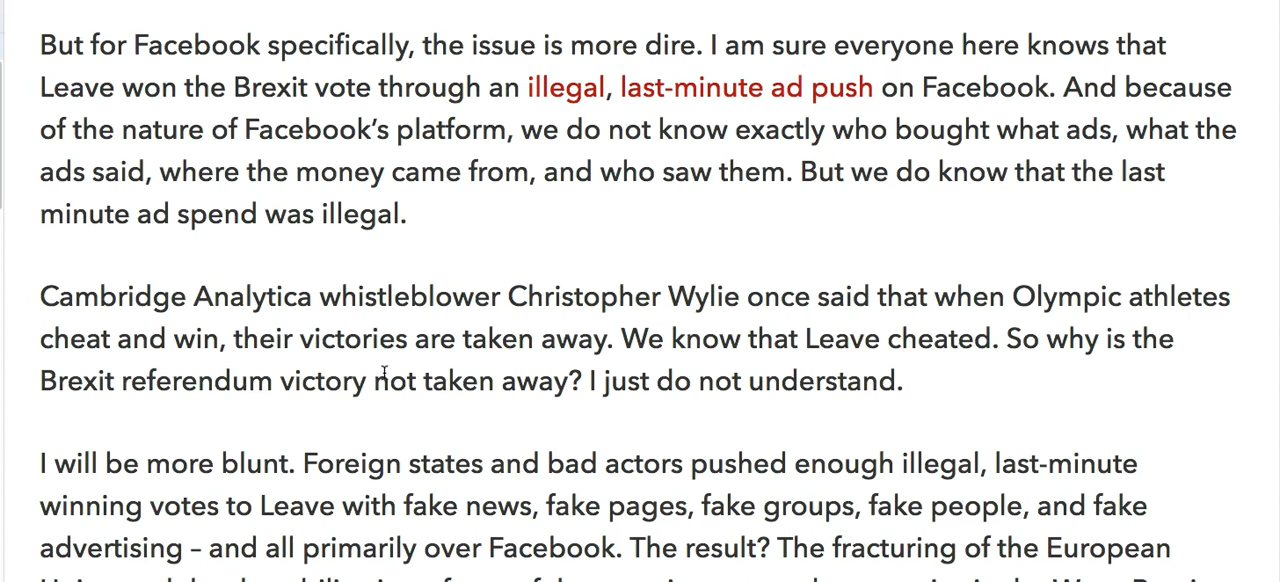 But for Facebook specifically, the issue is more dire. I am sure everyone here knows that
Leave won the Brexit vote through an illegal, last-minute ad push on Facebook. And because
of the nature of Facebook’s platform, we do not know exactly who bought what ads, what the
ads said, where the money came from, and who saw them. But we do know that the last
minute ad spend was illegal.
Cambridge Analytica whistleblower Christopher Wylie once said that when Olympic athletes
cheat and win, their victories are taken away. We know that Leave cheated. So why is the
Brexit referendum victory not taken away? I just do not understand.
I will be more blunt. Foreign states and bad actors pushed enough illegal, last-minute
winning votes to Leave with fake news, fake pages, fake groups, fake people, and fake
advertising – and all primarily over Facebook. The result? The fracturing of the European